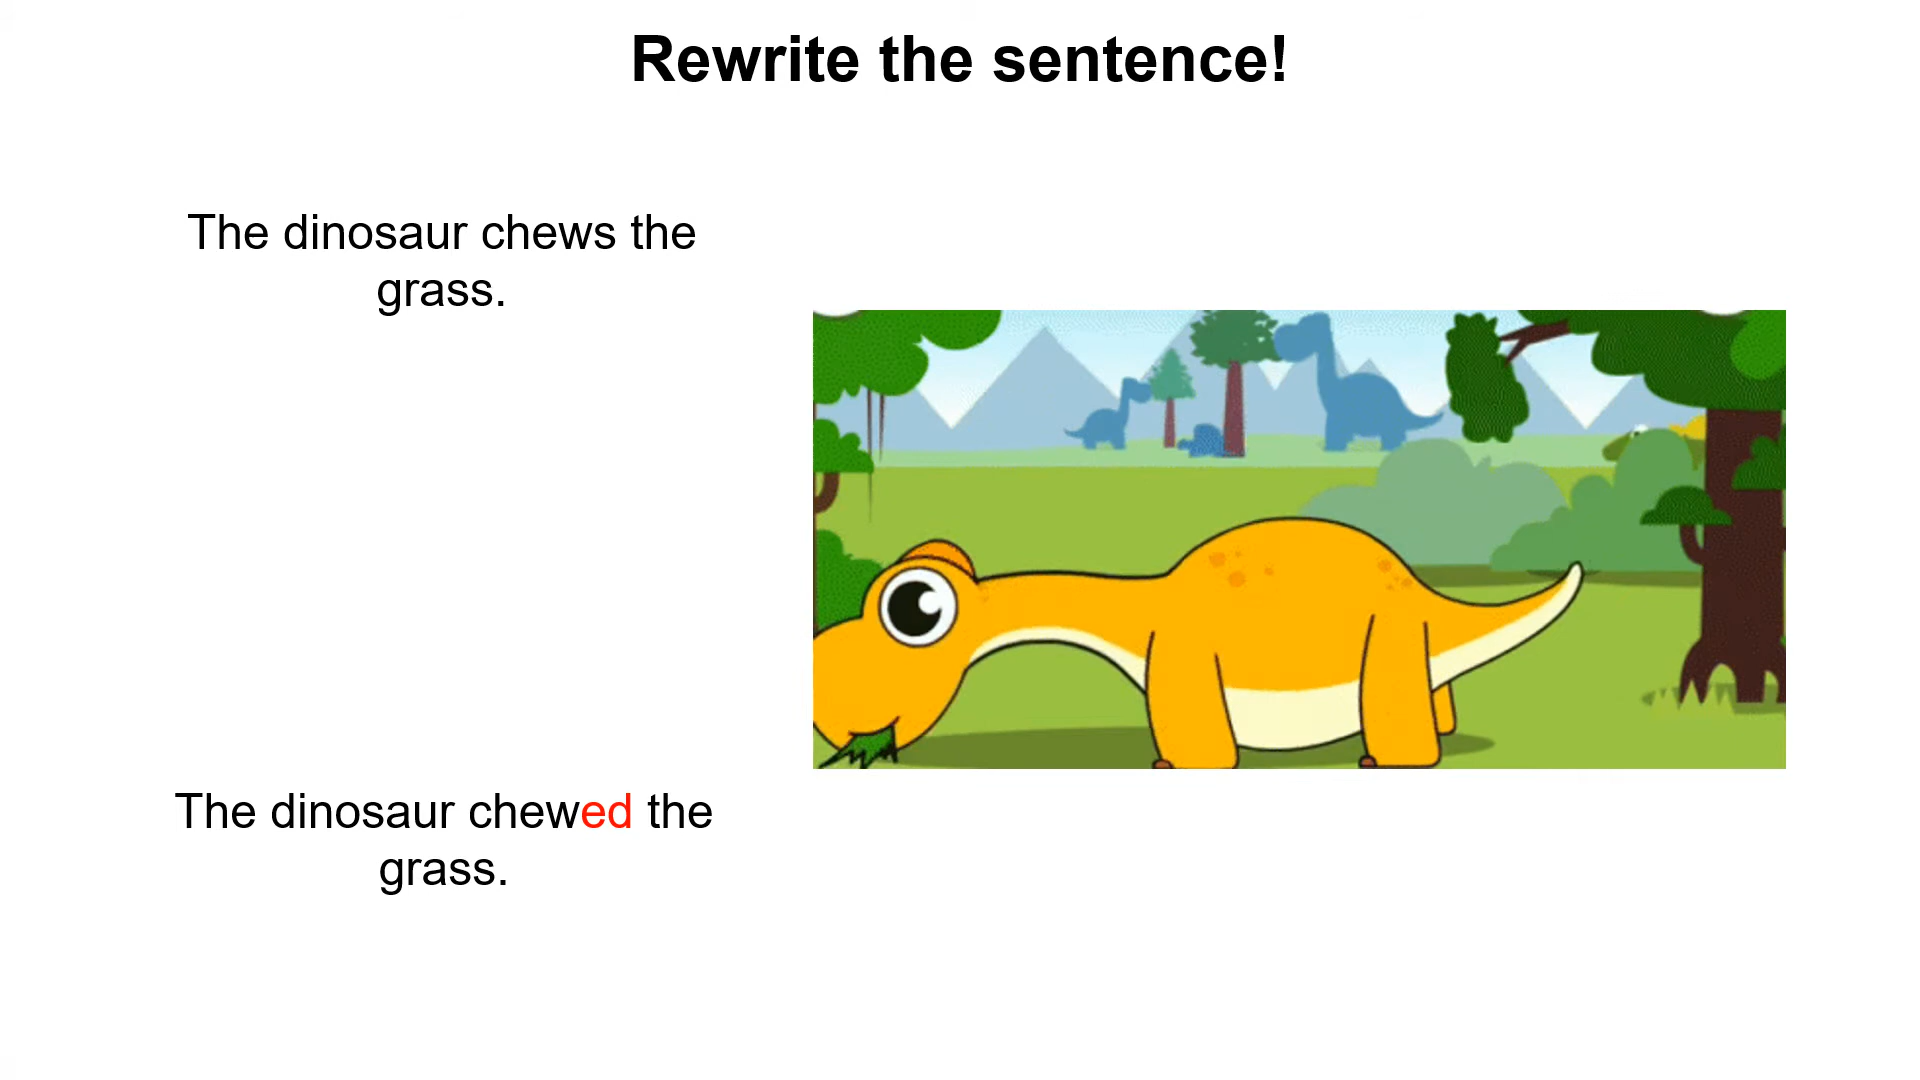 Rewrite the sentence!
The dinosaur chews the
grass.
The dinosaur chewed the
grass.